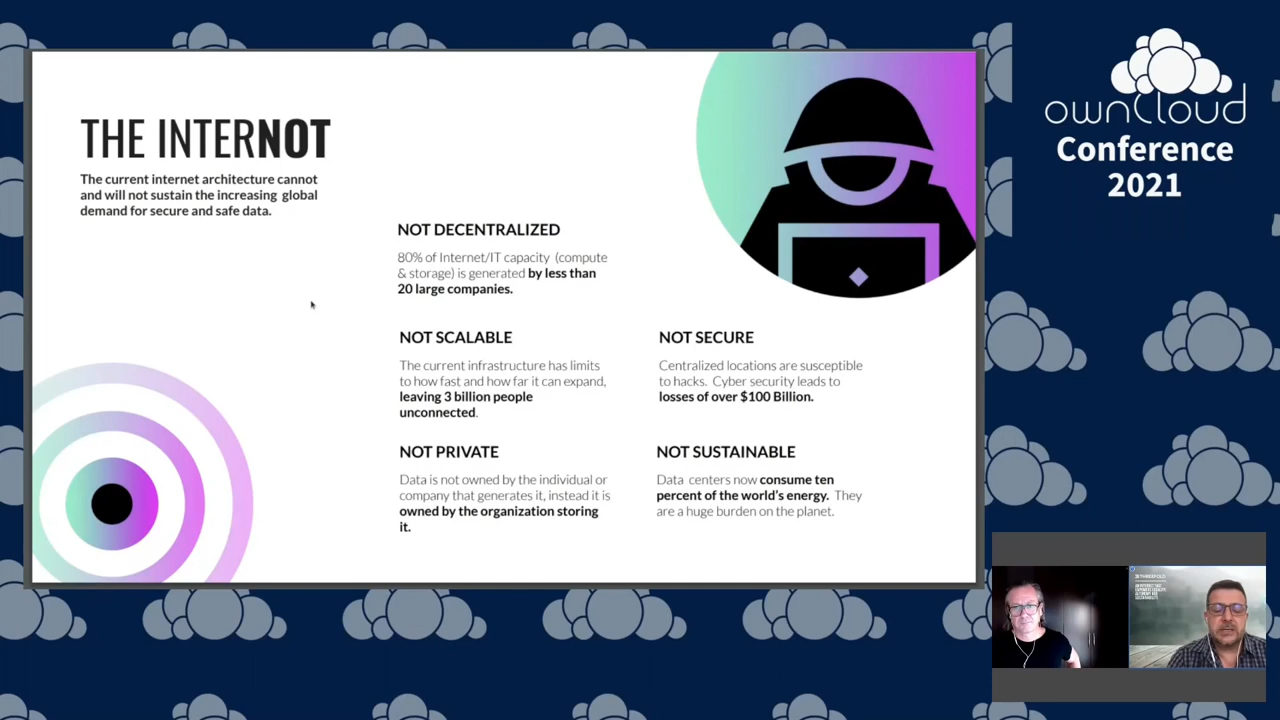 THE INTERNOT
The current internet architecture cannot
and will not sustain the increasing global
demand for secure and safe data.
NOT DECENTRALIZED
80% of Internet/IT capacity (compute
& storage) is generated by less than
20 large companies.
NOT SCALABLE
The current infrastructure has limits
to how fast and how far it can expand,
leaving 3 billion people
unconnected.
NOT SECURE
Centralized locations are susceptible
to hacks. Cyber security leads to
losses of over $100 Billion.
NOT PRIVATE
Data is not owned by the individual or
company that generates it, instead it is
owned by the organization storing
it.
NOT SUSTAINABLE
Data centers now consume ten
percent of the world's energy. They
are a huge burden on the planet.
ownCloud
Conference
2021
THREEFOLD